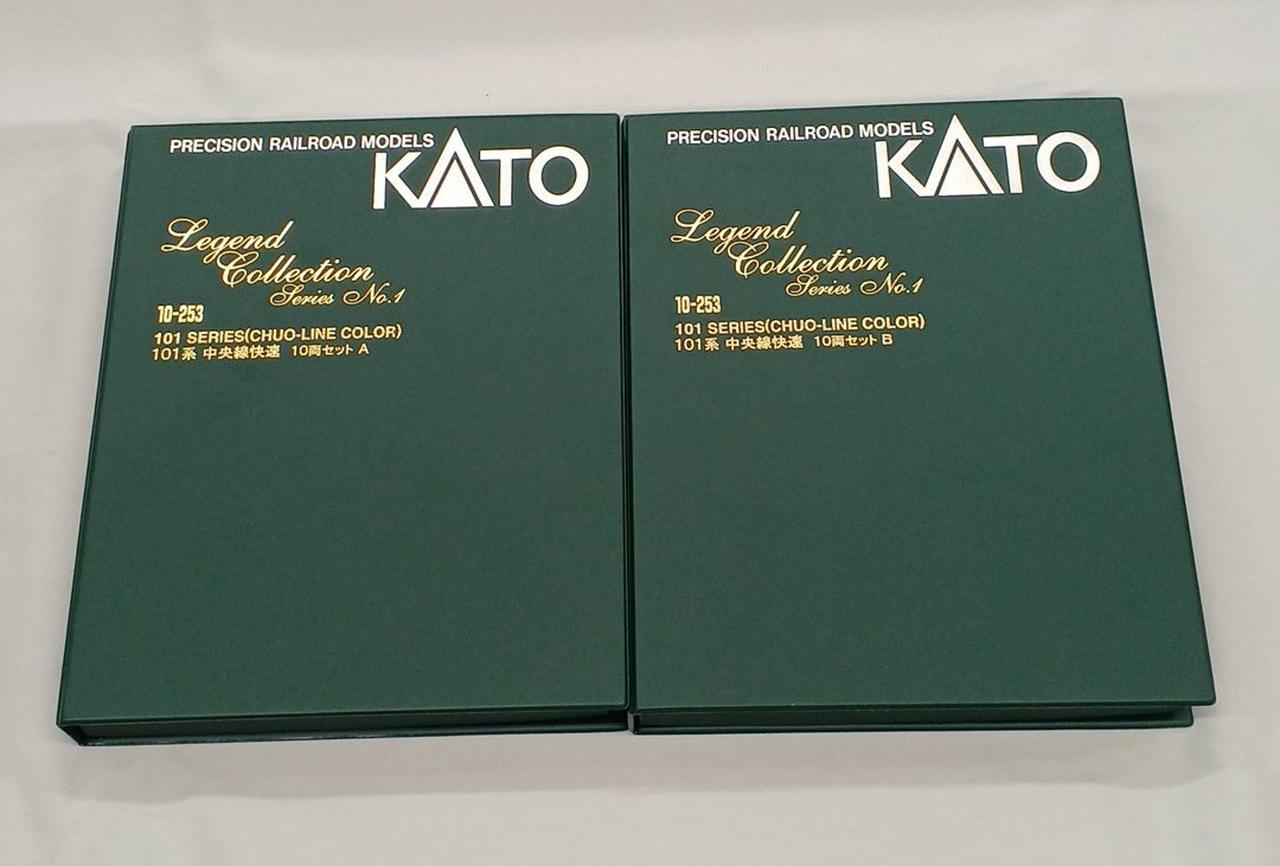 PRECISION RAILROAD MODELS
KATO
Legend
Collection
Series No.1
10-253
101 SERIES(CHUO-LINE COLOR)
101系 中央線快速 10両セット A
PRECISION RAILROAD MODELS
KATO
Legend
Collection
Series No.1
10-253
101 SERIES(CHUO-LINE COLOR)
101系 中央線快速 10両セット B